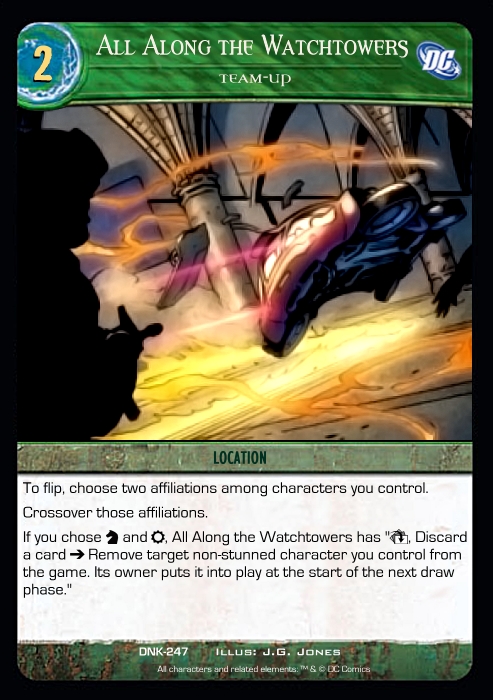 2
All Along the Watchtowers
DC
TEAM-UP
LOCATION
To flip, choose two affiliations among characters you control.
Crossover those affiliations.
If you chose and , All Along the Watchtowers has " , Discard
a card ➔ Remove target non-stunned character you control from
the game. Its owner puts it into play at the start of the next draw
phase."
DNK-247 Illus: J.G. Jones
All characters and related elements: ™ & © DC Comics